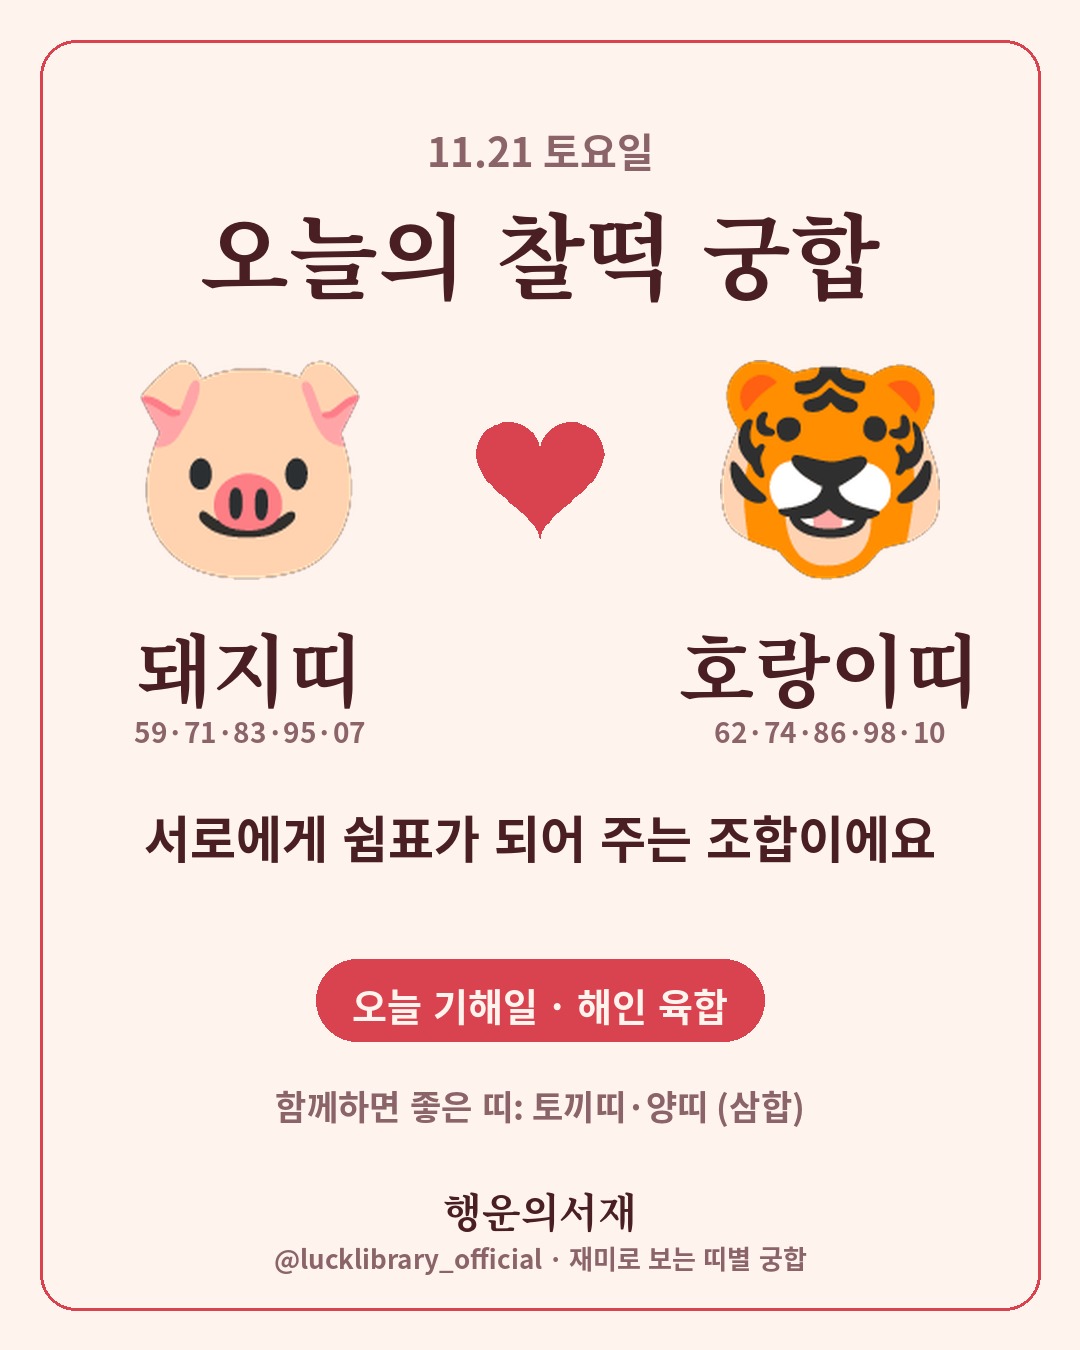 11.21 토요일
오늘의 찰떡 궁합
돼지띠
59·71·83·95·07
호랑이띠
62·74·86·98·10
서로에게 쉼표가 되어 주는 조합이에요
오늘 기해일 · 해인 육합
함께하면 좋은 띠: 토끼띠·양띠 (삼합)
행운의서재
@lucklibrary_official · 재미로 보는 띠별 궁합